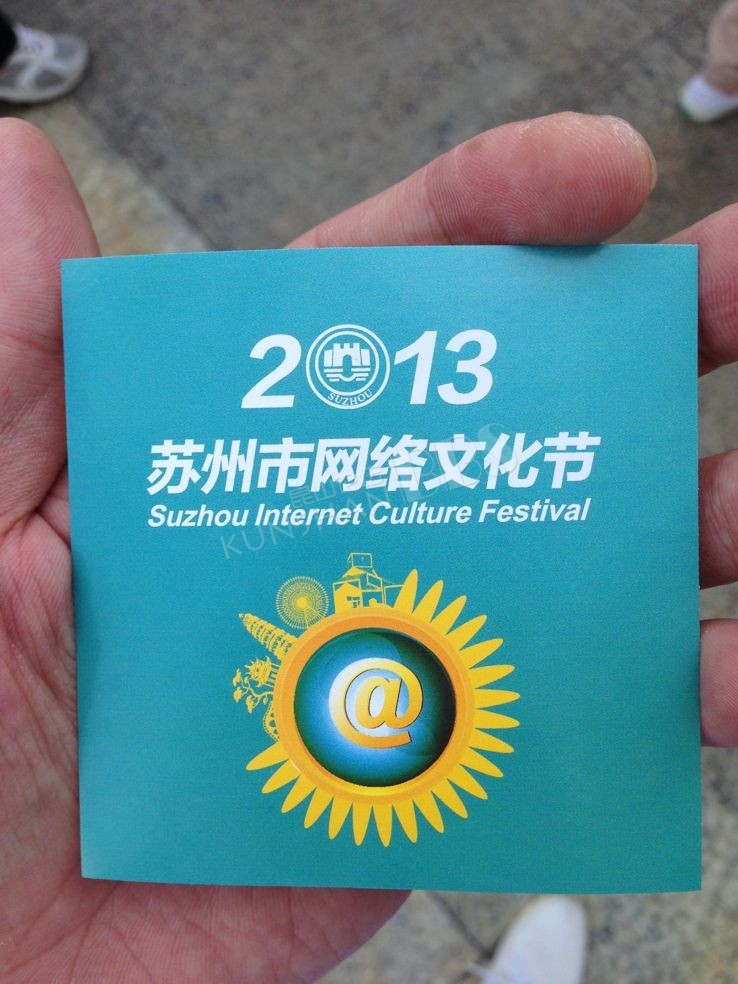 2013
SUZHOU
苏州市网络文化节
Suzhou Internet Culture Festival
@